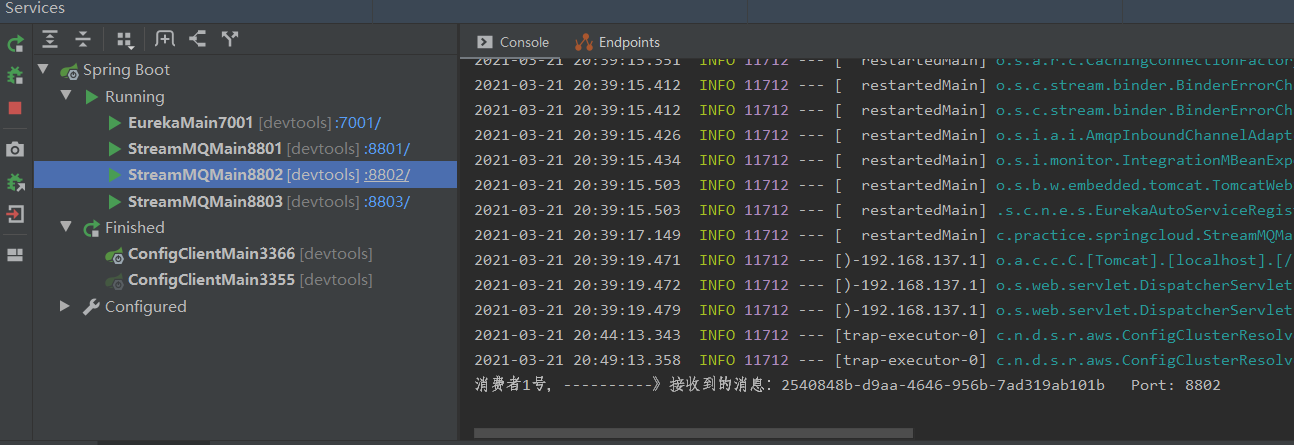 Services
Console
Endpoints
Spring Boot
Running
EurekaMain7001 [devtools] :7001/
StreamMQMain8801 [devtools] :8801/
StreamMQMain8802 [devtools] :8802/
StreamMQMain8803 [devtools] :8803/
Finished
ConfigClientMain3366 [devtools]
ConfigClientMain3355 [devtools]
Configured
2021-03-21 20:39:15.351 INFO 11712 --- [ restartedMain] o.s.a.r.c.CachingConnectionFactor
2021-03-21 20:39:15.412 INFO 11712 --- [ restartedMain] o.s.c.stream.binder.BinderErrorCh
2021-03-21 20:39:15.412 INFO 11712 --- [ restartedMain] o.s.c.stream.binder.BinderErrorCh
2021-03-21 20:39:15.426 INFO 11712 --- [ restartedMain] o.s.i.a.i.AmqpInboundChannelAdapt
2021-03-21 20:39:15.434 INFO 11712 --- [ restartedMain] o.s.i.monitor.IntegrationMBeanExp
2021-03-21 20:39:15.503 INFO 11712 --- [ restartedMain] o.s.b.w.embedded.tomcat.TomcatWeb
2021-03-21 20:39:15.503 INFO 11712 --- [ restartedMain] .s.c.n.e.s.EurekaAutoServiceRegis
2021-03-21 20:39:17.149 INFO 11712 --- [ restartedMain] c.practice.springcloud.StreamMQMa
2021-03-21 20:39:19.471 INFO 11712 --- [)-192.168.137.1] o.a.c.c.C.[Tomcat].[localhost].[/
2021-03-21 20:39:19.472 INFO 11712 --- [)-192.168.137.1] o.s.web.servlet.DispatcherServlet
2021-03-21 20:39:19.479 INFO 11712 --- [)-192.168.137.1] o.s.web.servlet.DispatcherServlet
2021-03-21 20:44:13.343 INFO 11712 --- [trap-executor-0] c.n.d.s.r.aws.ConfigClusterResolv
2021-03-21 20:49:13.358 INFO 11712 --- [trap-executor-0] c.n.d.s.r.aws.ConfigClusterResolv
消费者1号，----------》接收到的消息：2540848b-d9aa-4646-956b-7ad319ab101b Port: 8802